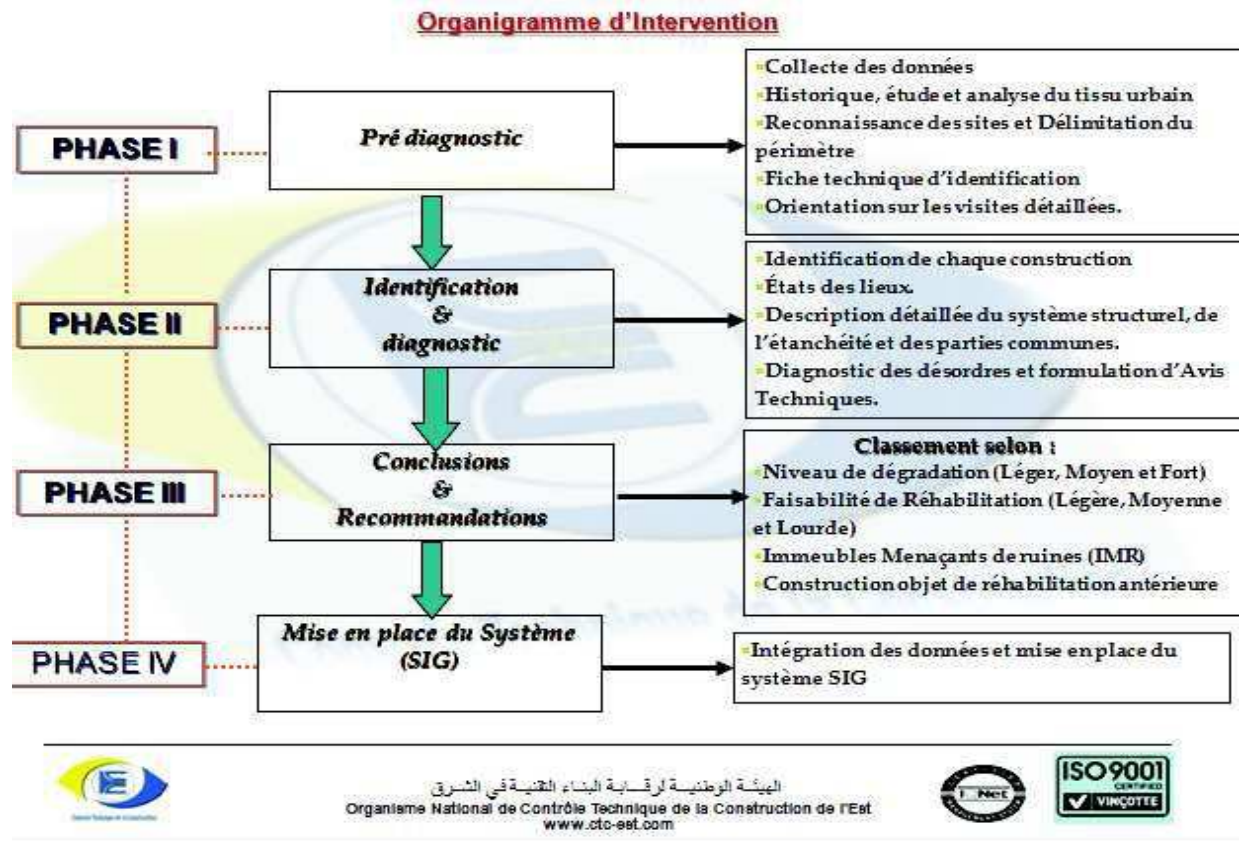 Organigramme d'Intervention
PHASE I
Pré diagnostic
Collecte des données
Historique, étude et analyse du tissu urbain
Reconnaissance des sites et Délimitation du
périmètre
Fiche technique d'identification
Orientation sur les visites détaillées.
PHASE II
Identification
&
diagnostic
Identification de chaque construction
États des lieux.
Description détaillée du système structurel, de
l'étanchéité et des parties communes.
Diagnostic des désordres et formulation d'Avis
Techniques.
PHASE III
Conclusions
&
Recommandations
Classement selon :
Niveau de dégradation (Léger, Moyen et Fort)
Faisabilité de Réhabilitation (Légère, Moyenne
et Lourde)
Immeubles Menaçants de ruines (IMR)
Construction objet de réhabilitation antérieure
PHASE IV
Mise en place du Système
(SIG)
Intégration des données et mise en place du
système SIG
الهيئة الوطنية لرقابة البناء التقنية في الشرق
Organisme National de Contrôle Technique de la Construction de l'Est
www.ctc-est.com
Net
ISO 9001
CERTIFIED
VINÇOTTE